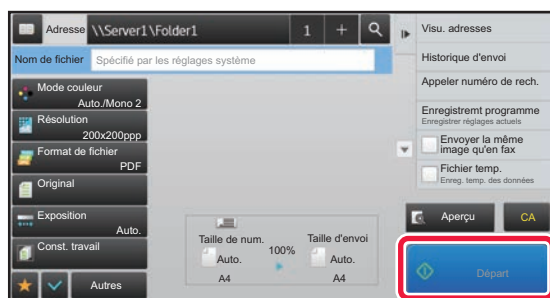 Adresse \\Server1\Folder1 1 +
Nom de fichier Spécifié par les réglages système
Mode couleur
Auto./Mono 2
Résolution
200x200ppp
Format de fichier
PDF
Original
Exposition
Auto.
Const. travail
Autres
Taille de num.
Auto.
A4
100%
Taille d'envoi
Auto.
A4
Visu. adresses
Historique d'envoi
Appeler numéro de rech.
Enregistremt programme
Enregistrer réglages actuels
Envoyer la même
image qu'en fax
Fichier temp.
Enreg. temp. des données
Aperçu
CA
Départ